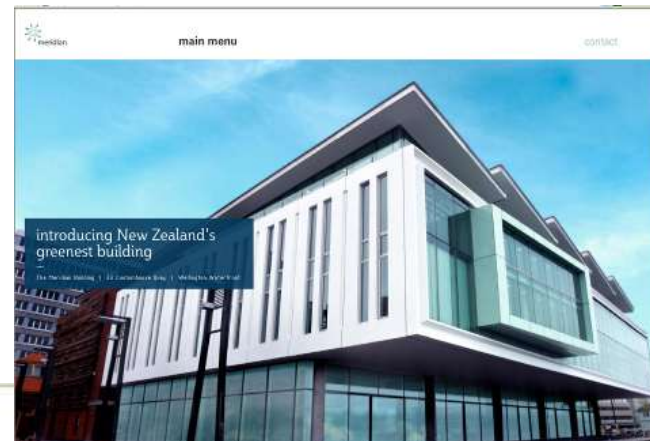 meridian
main menu
contact
introducing New Zealand's
greenest building
The Meridian Building | 33 Customhouse Quay | Wellington Waterfront